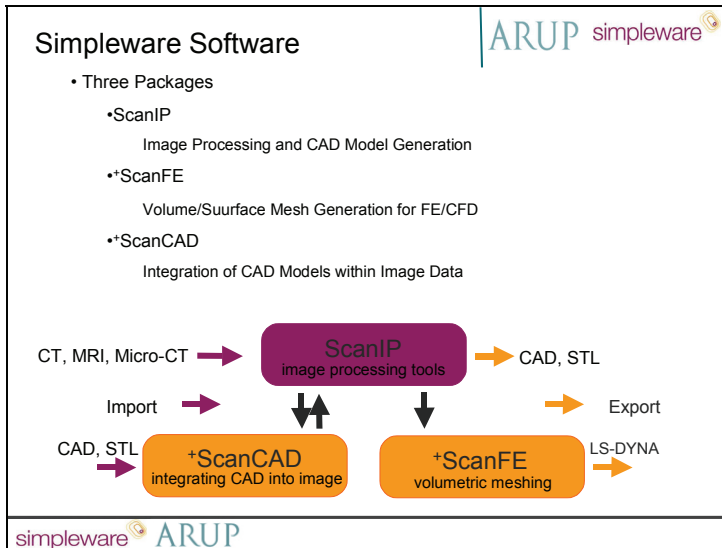 Simpleware Software
ARUP simpleware
• Three Packages
•ScanIP
Image Processing and CAD Model Generation
•+ScanFE
Volume/Suurface Mesh Generation for FE/CFD
•+ScanCAD
Integration of CAD Models within Image Data
CT, MRI, Micro-CT
ScanIP
image processing tools
CAD, STL
Import
Export
CAD, STL
+ScanCAD
integrating CAD into image
+ScanFE
volumetric meshing
LS-DYNA
simpleware ARUP